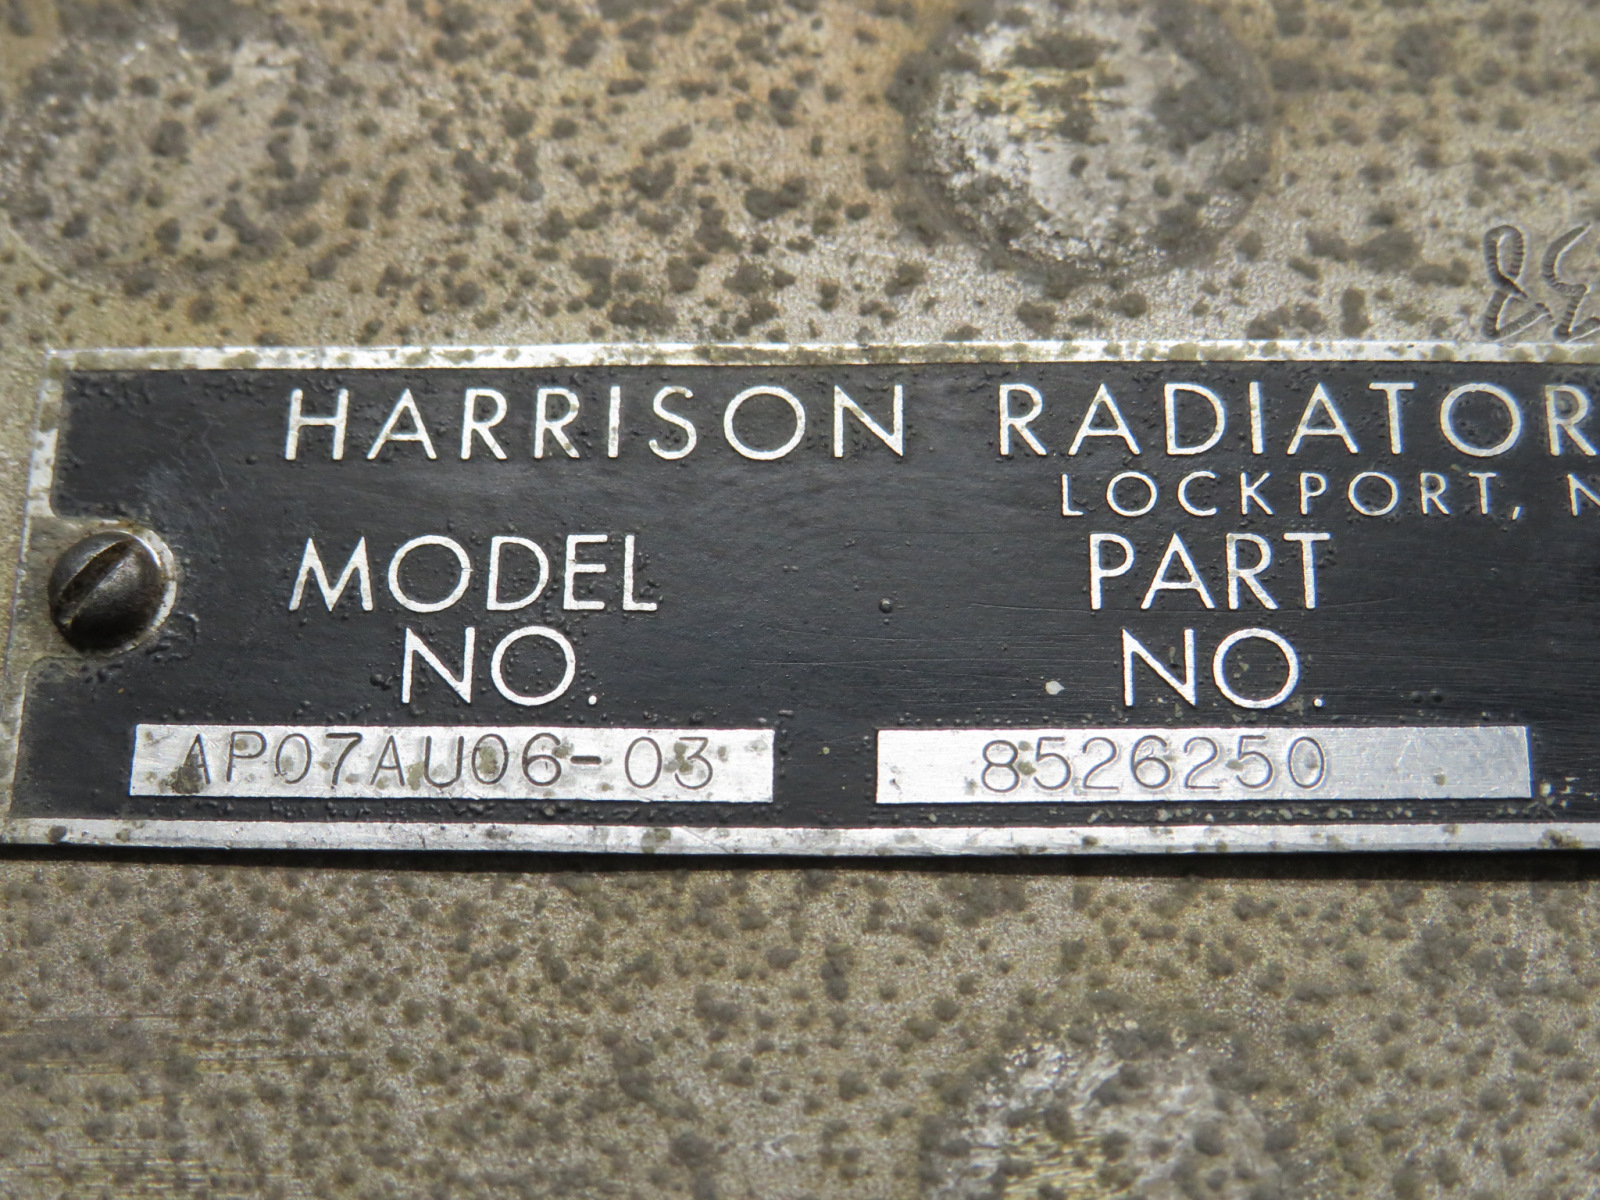 HARRISON RADIATOR
LOCKPORT, N
MODEL NO.
PART NO.
AP07AU06-03
8526250